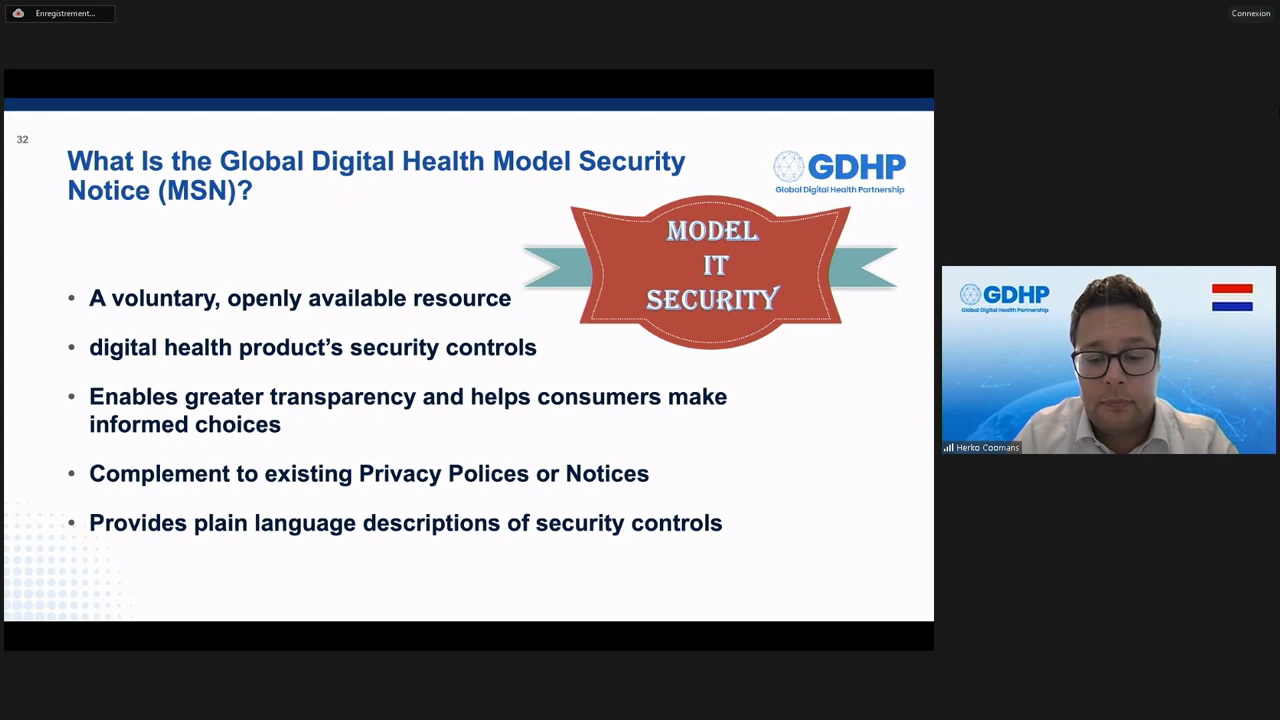 Enregistrement...
Connexion
32
What Is the Global Digital Health Model Security
Notice (MSN)?
GDHP
Global Digital Health Partnership
MODEL
IT
SECURITY
• A voluntary, openly available resource
• digital health product’s security controls
• Enables greater transparency and helps consumers make
informed choices
• Complement to existing Privacy Polices or Notices
• Provides plain language descriptions of security controls
GDHP
Global Digital Health Partnership
Herko Coomans